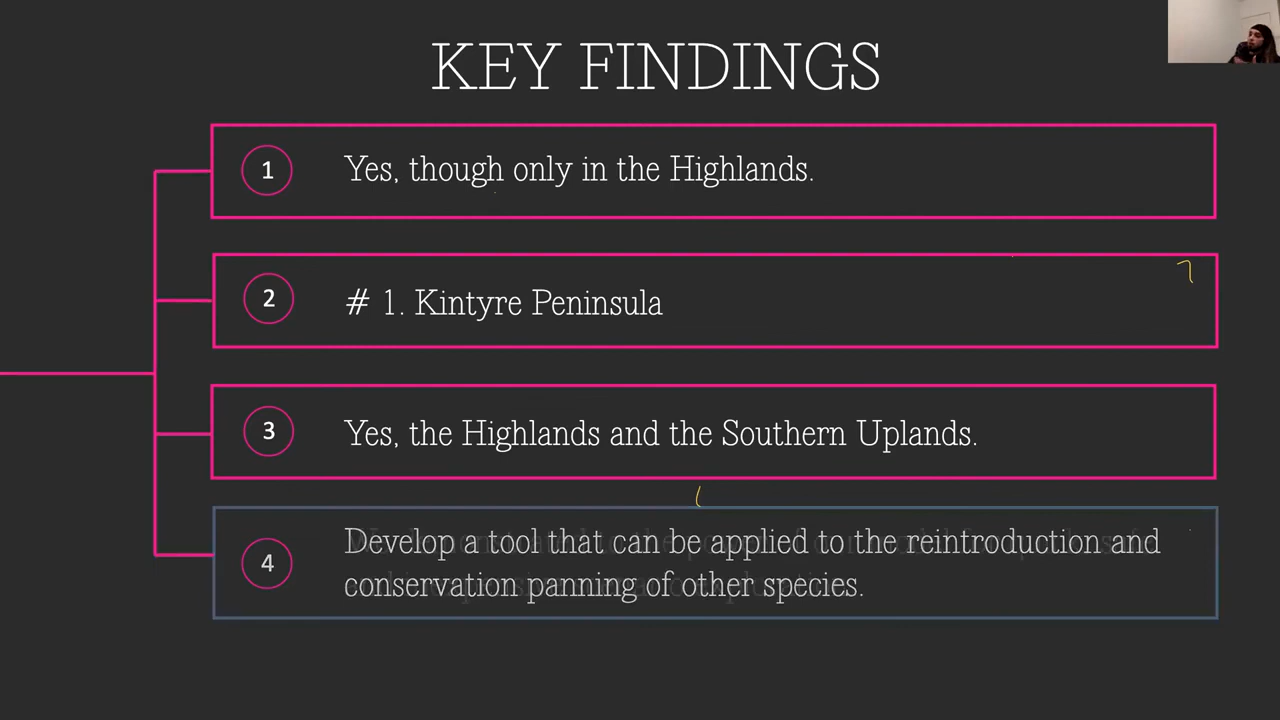 KEY FINDINGS
1 Yes, though only in the Highlands.
2 # 1. Kintyre Peninsula
3 Yes, the Highlands and the Southern Uplands.
4 Develop a tool that can be applied to the reintroduction and
conservation panning of other species.